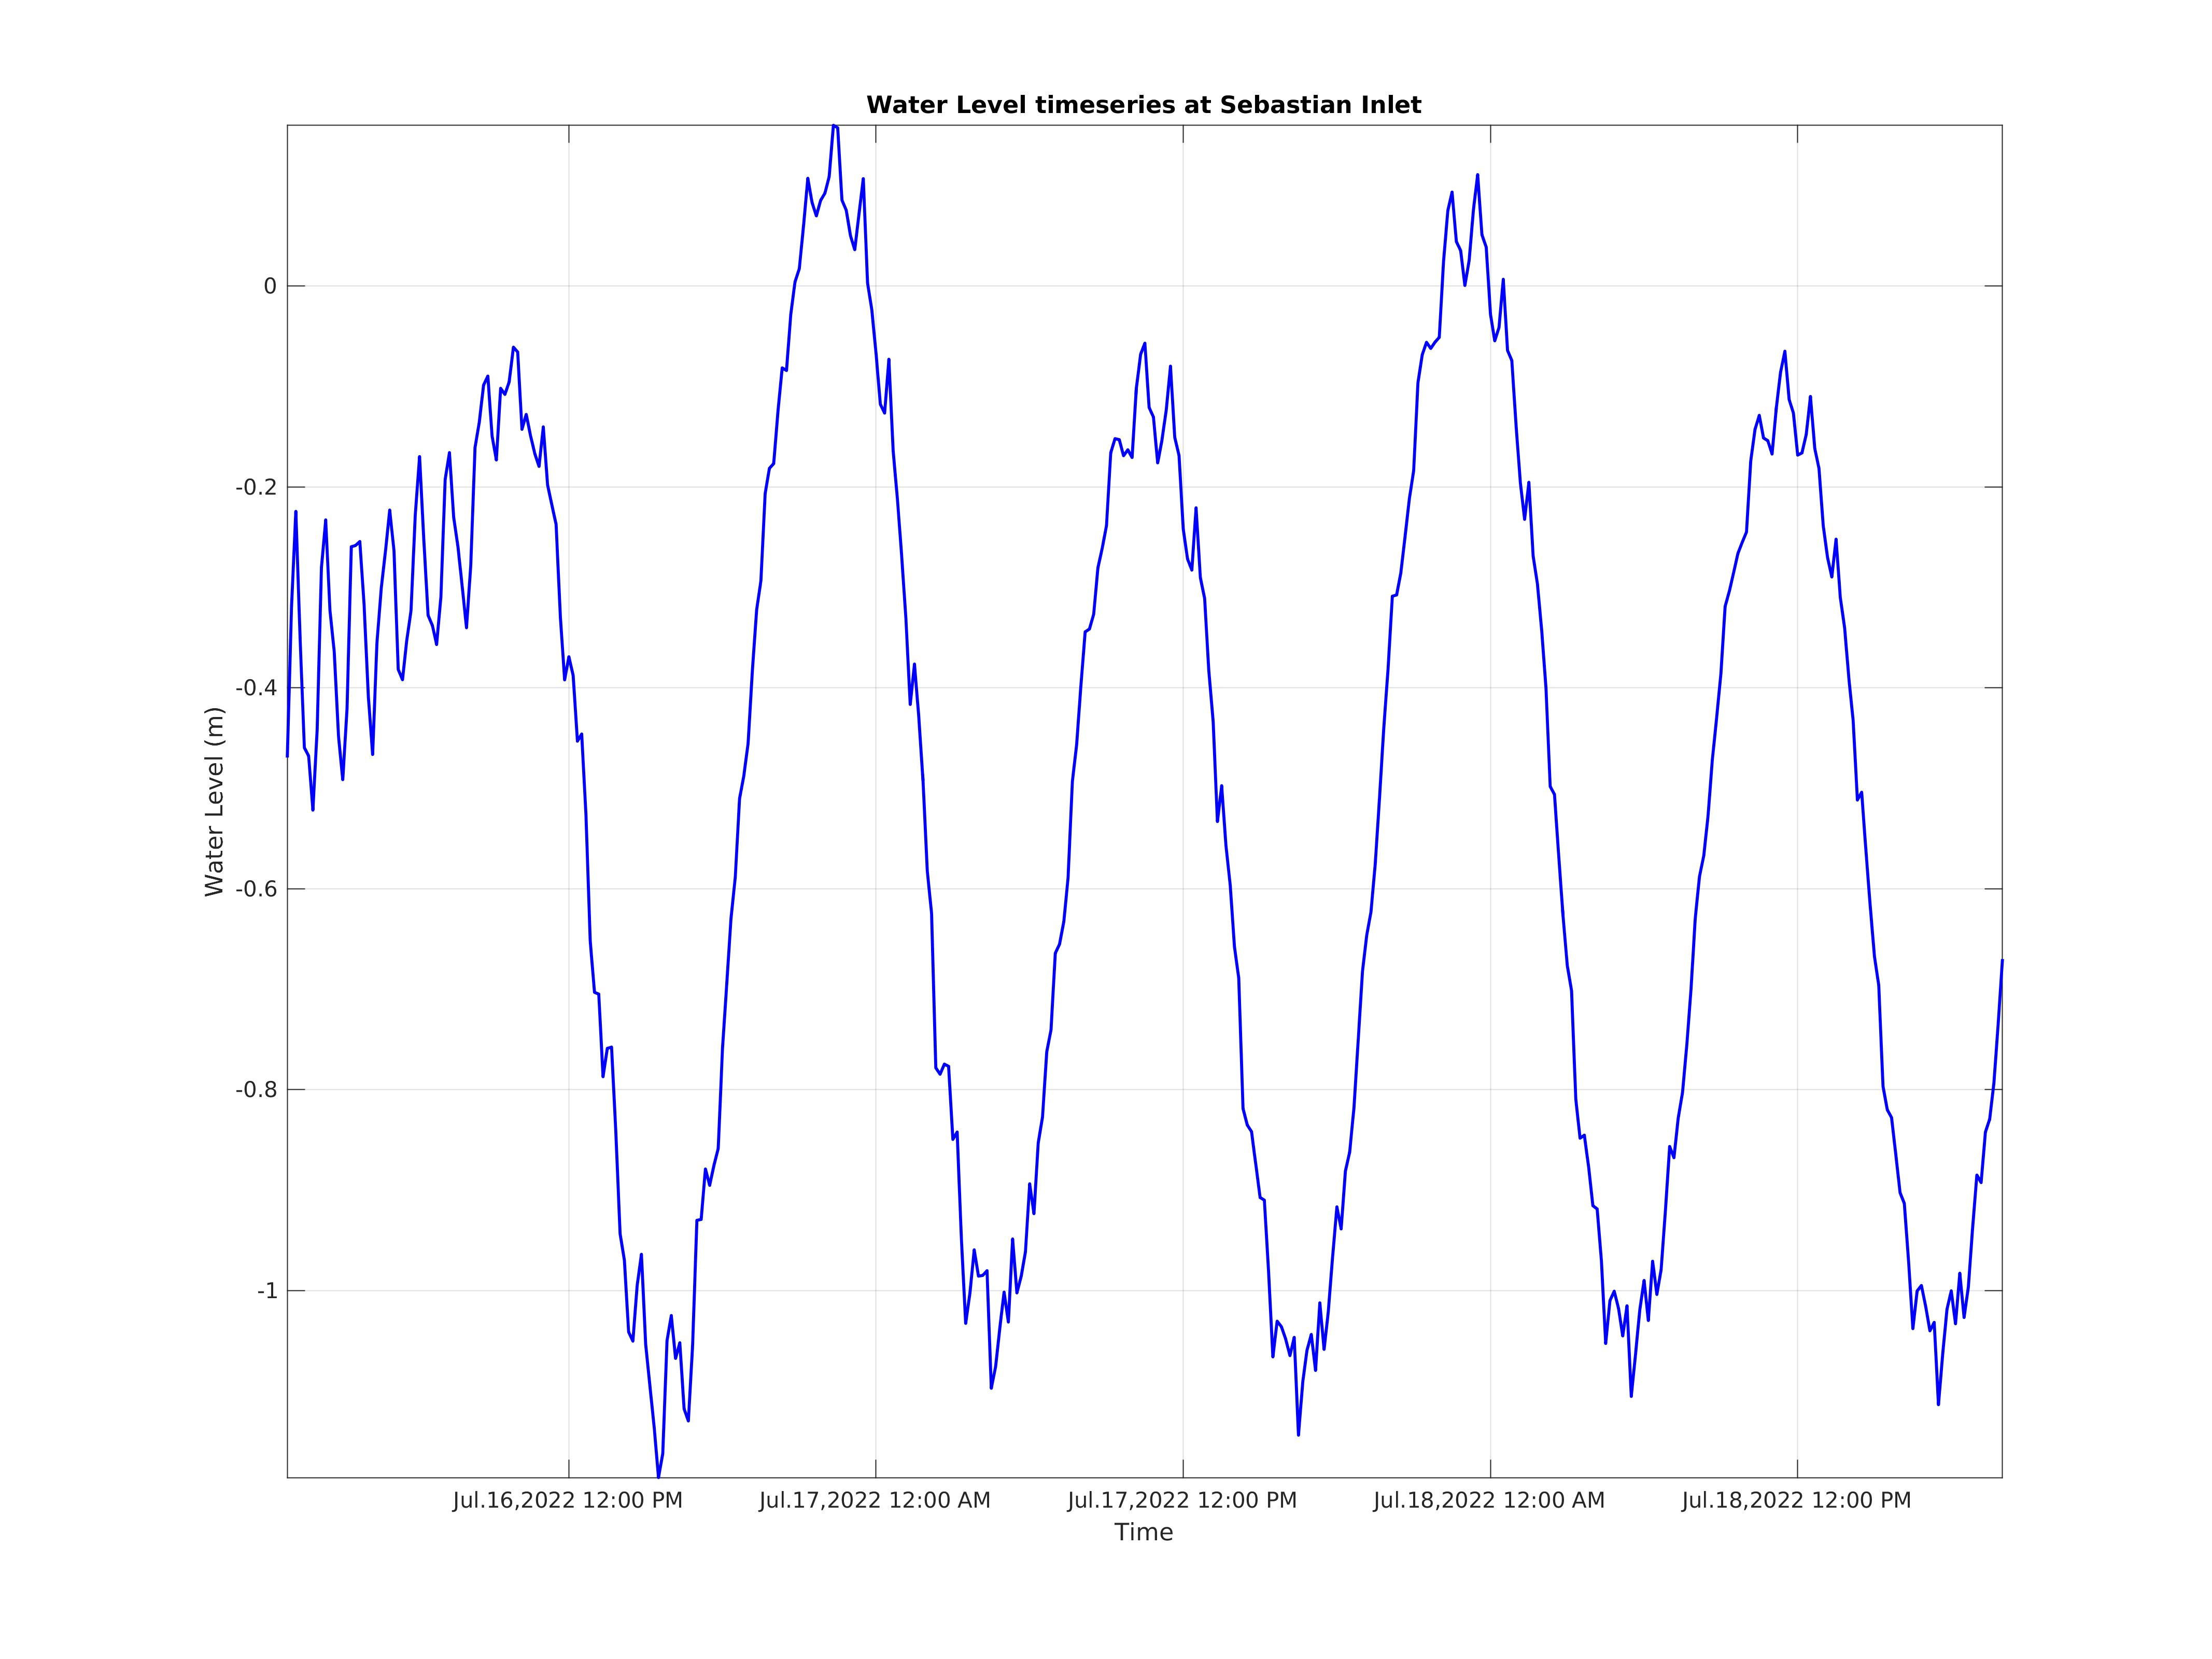 Water Level timeseries at Sebastian Inlet
0
-0.2
-0.4
-0.6
-0.8
-1
Water Level (m)
Jul.16,2022 12:00 PM
Jul.17,2022 12:00 AM
Jul.17,2022 12:00 PM
Jul.18,2022 12:00 AM
Jul.18,2022 12:00 PM
Time